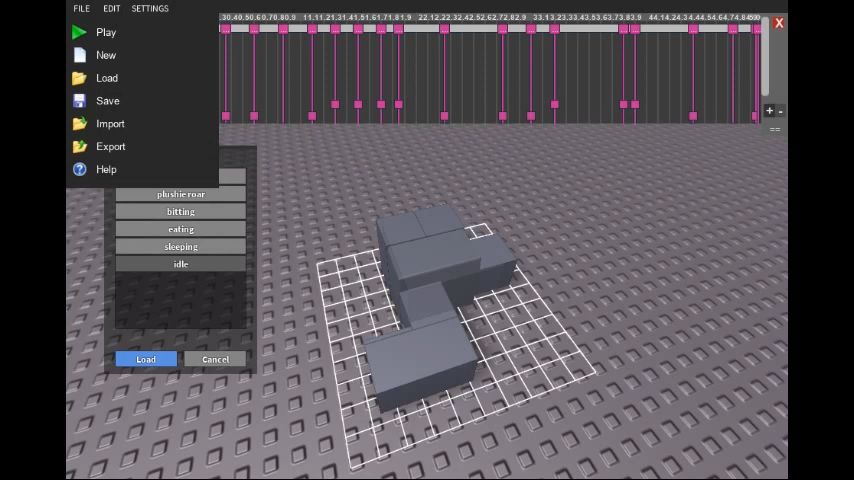 FILE EDIT SETTINGS
Play
New
Load
Save
Import
Export
Help
plushie roar
bitting
eating
sleeping
idle
Load Cancel
X
+ -
==